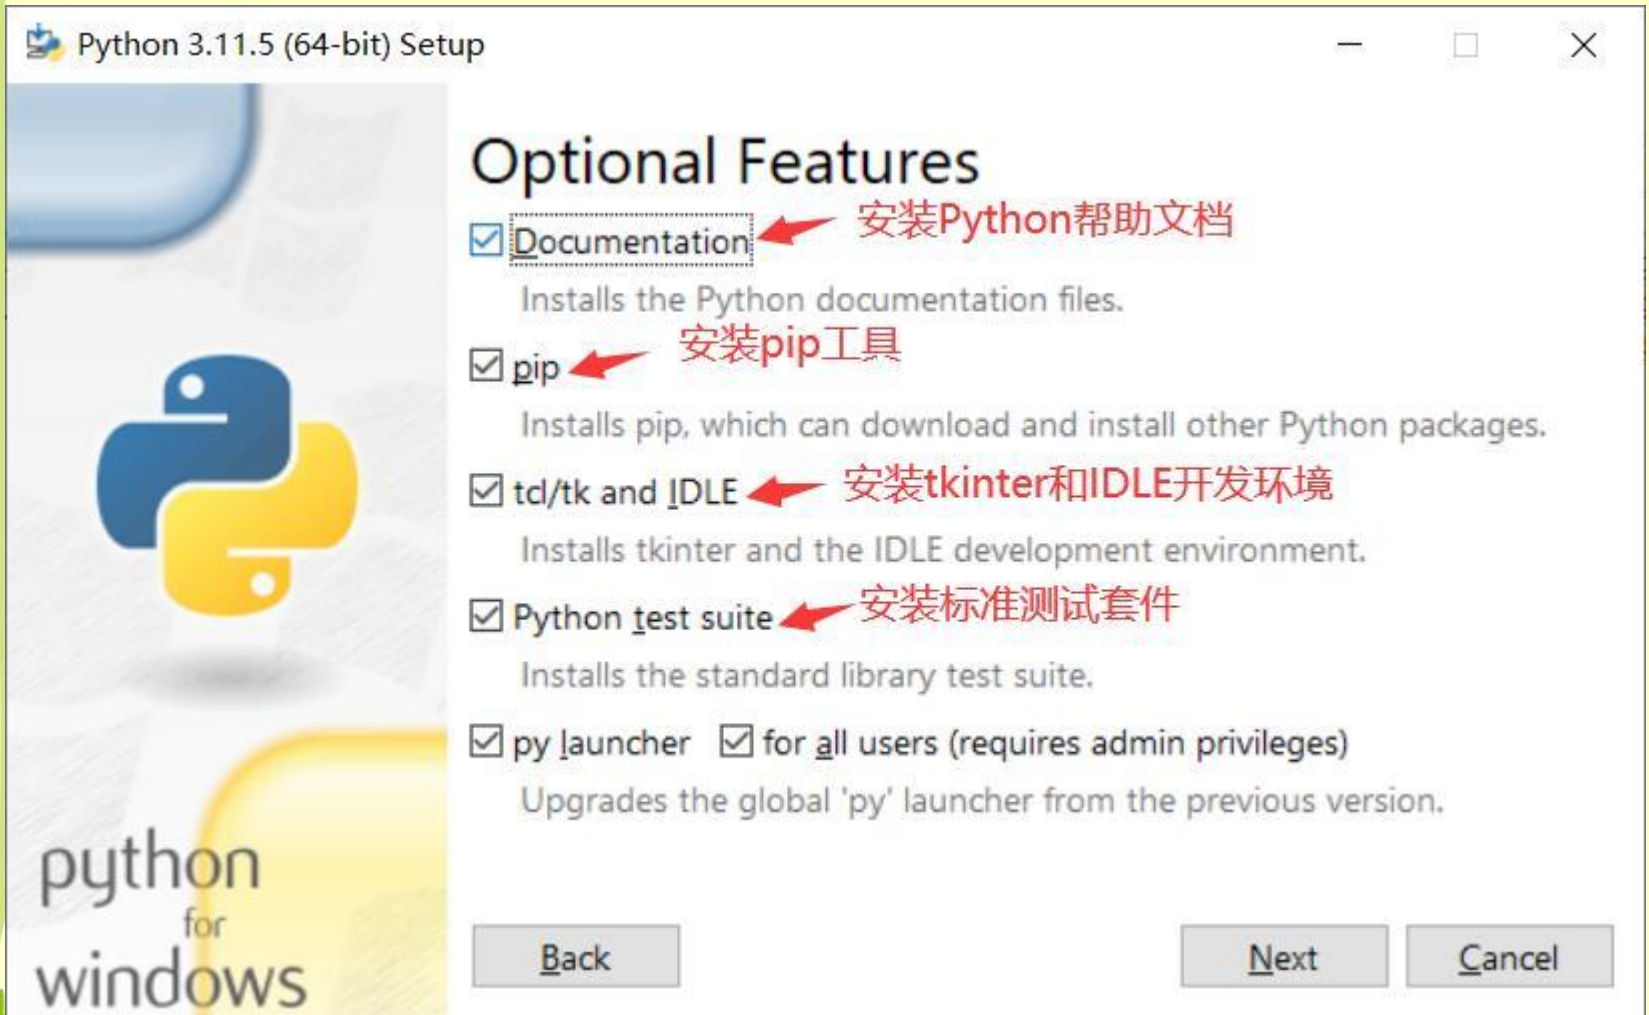 Python 3.11.5 (64-bit) Setup
Optional Features
Documentation 安装Python帮助文档
Installs the Python documentation files.
pip 安装pip工具
Installs pip, which can download and install other Python packages.
tcl/tk and IDLE 安装tkinter和IDLE开发环境
Installs tkinter and the IDLE development environment.
Python test suite 安装标准测试套件
Installs the standard library test suite.
py launcher for all users (requires admin privileges)
Upgrades the global 'py' launcher from the previous version.
python
for
windows
Back Next Cancel